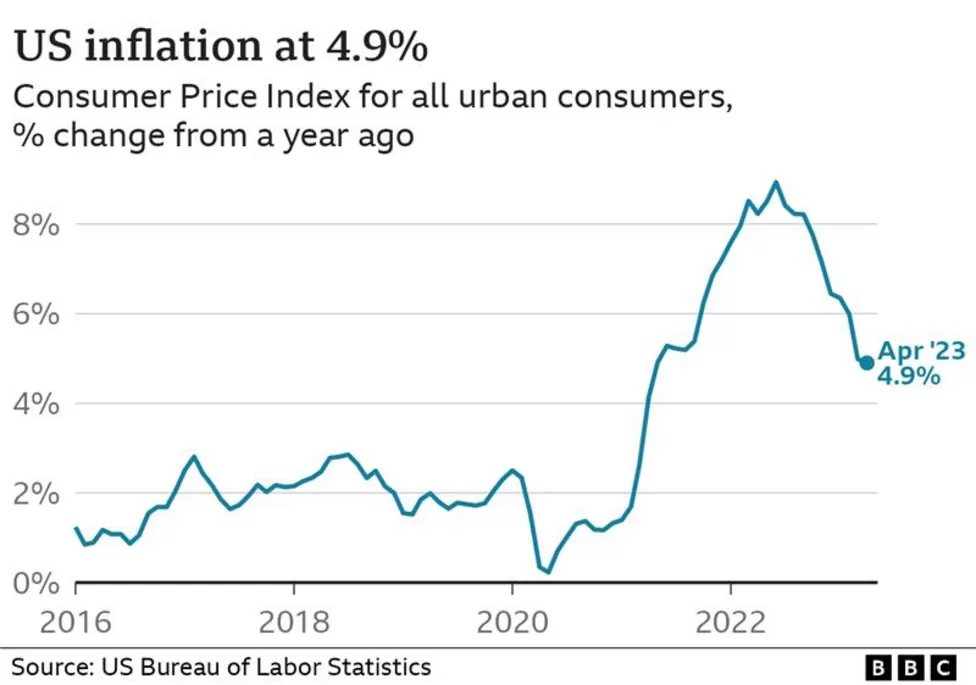 US inflation at 4.9%
Consumer Price Index for all urban consumers,
% change from a year ago
8%
6%
Apr '23
4.9%
4%
2%
0%
2016 2018 2020 2022
Source: US Bureau of Labor Statistics
BBC